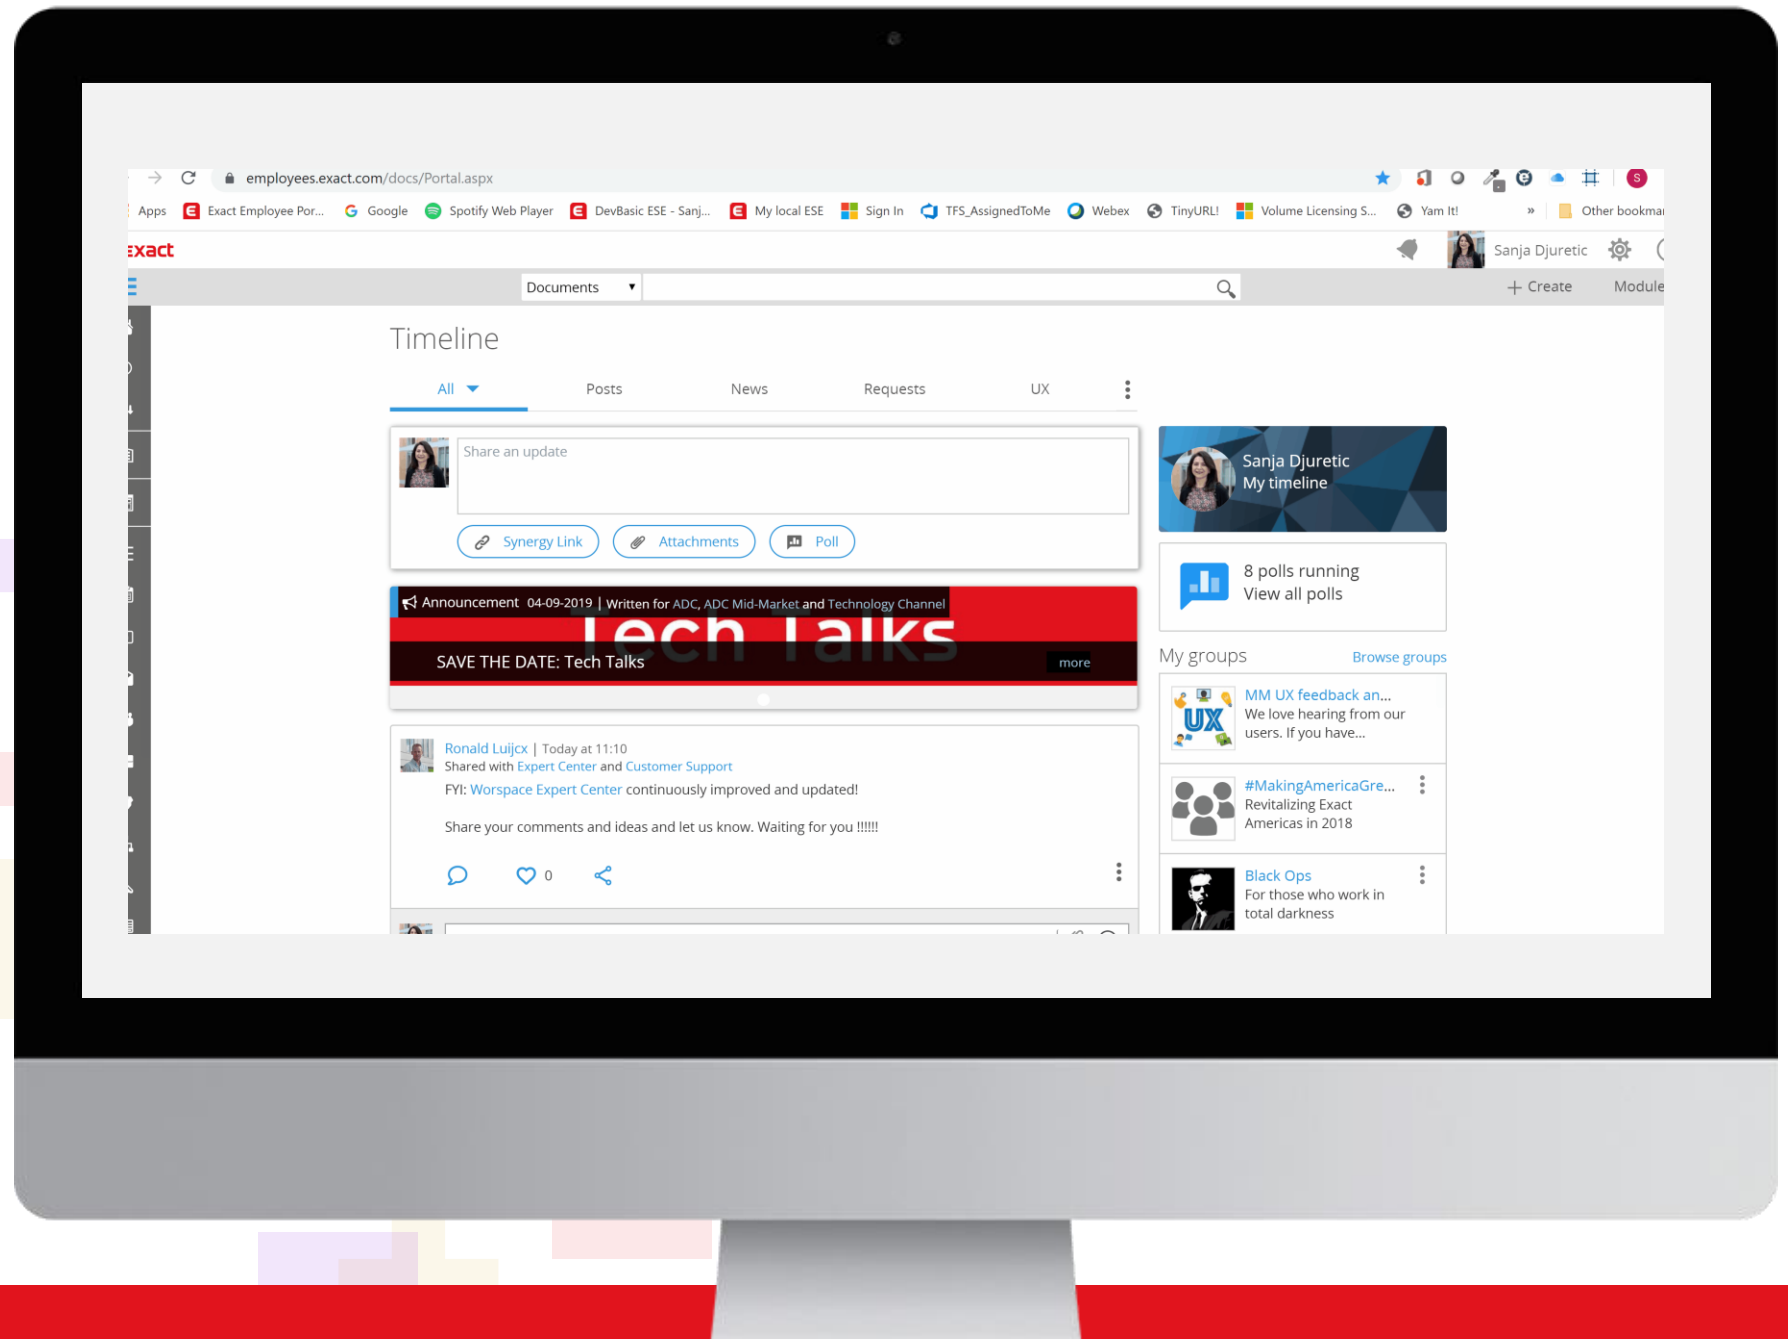 employees.exact.com/docs/Portal.aspx
Apps Exact Employee Por... Google Spotify Web Player DevBasic ESE - Sanj... My local ESE Sign In TFS_AssignedToMe Webex TinyURL! Volume Licensing S... Yam It! » Other bookmar
S
exact
Sanja Djuretic
Documents
+ Create Module
Timeline
All Posts News Requests UX
Share an update
Synergy Link Attachments Poll
Announcement 04-09-2019 | Written for ADC, ADC Mid-Market and Technology Channel
Tech Talks
SAVE THE DATE: Tech Talks more
Ronald Luijcx | Today at 11:10
Shared with Expert Center and Customer Support
FYI: Worspace Expert Center continuously improved and updated!
Share your comments and ideas and let us know. Waiting for you !!!!!!
0
Sanja Djuretic
My timeline
8 polls running
View all polls
My groups Browse groups
UX
MM UX feedback an...
We love hearing from our
users. If you have...
#MakingAmericaGre...
Revitalizing Exact
Americas in 2018
Black Ops
For those who work in
total darkness